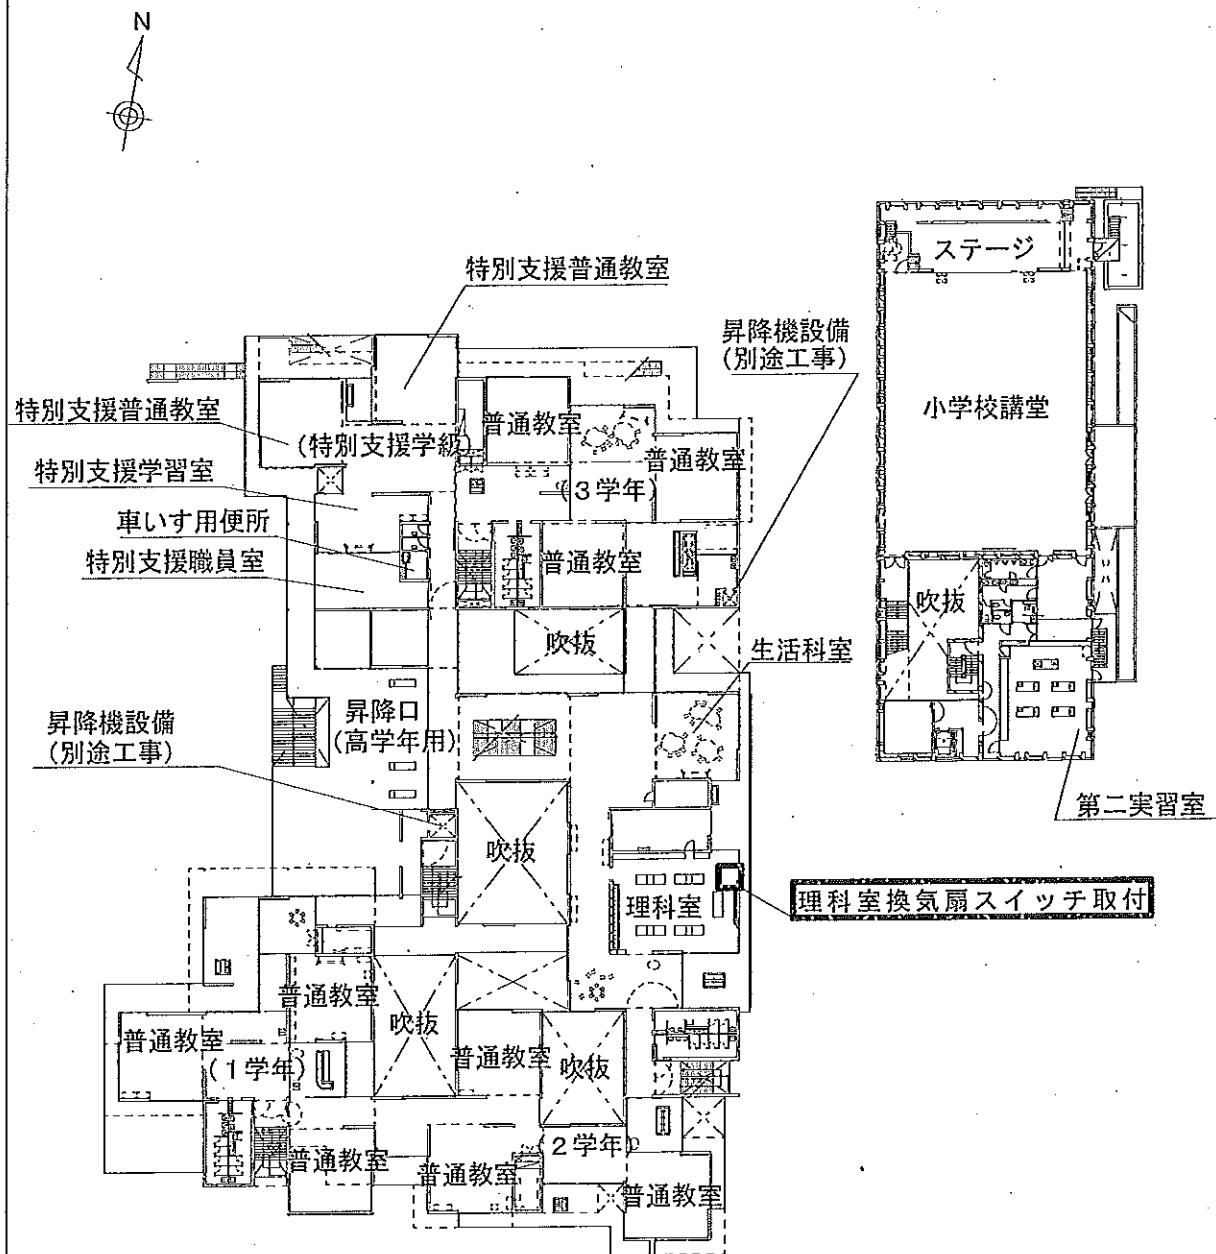 N
特別支援普通教室
昇降機設備
(別途工事)
ステージ
小学校講堂
特別支援普通教室
(特別支援学級)
普通教室
普通教室
(3学年)
特別支援学習室
車いす用便所
特別支援職員室
普通教室
吹抜
吹抜
生活科室
昇降口
(高学年用)
昇降機設備
(別途工事)
第二実習室
吹抜
理科室
理科室換気扇スイッチ取付
普通教室
吹抜
普通教室
(1学年)
普通教室
吹抜
(2学年)
普通教室
普通教室
普通教室